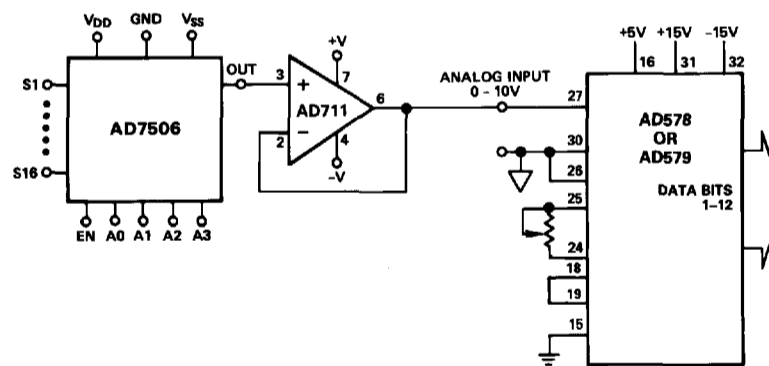 VDD GND VSS
S1
S16
AD7506
OUT
EN A0 A1 A2 A3
+V
3
7
+
AD711
6
–
2
4
–V
ANALOG INPUT
0 – 10V
+5V +15V –15V
16 31 32
27
30
26
25
24
18
19
15
AD578
OR
AD579
DATA BITS
1–12